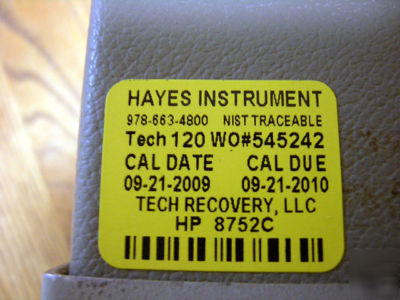 HAYES INSTRUMENT
978-663-4800 NIST TRACEABLE
Tech 120 WO#545242
CAL DATE CAL DUE
09-21-2009 09-21-2010
TECH RECOVERY, LLC
HP 8752C